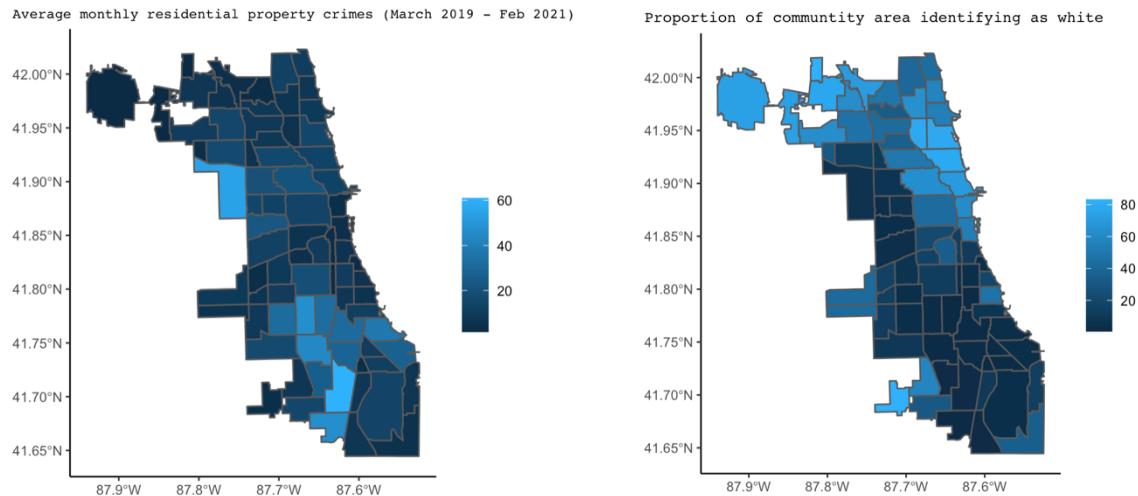 Average monthly residential property crimes (March 2019 - Feb 2021)
42.00°N
41.95°N
41.90°N
41.85°N
41.80°N
41.75°N
41.70°N
41.65°N
87.9°W 87.8°W 87.7°W 87.6°W
60
40
20
Proportion of communtity area identifying as white
42.00°N
41.95°N
41.90°N
41.85°N
41.80°N
41.75°N
41.70°N
41.65°N
87.9°W 87.8°W 87.7°W 87.6°W
80
60
40
20